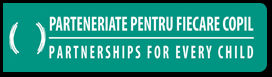 PARTENERIATE PENTRU FIECARE COPIL
PARTNERSHIPS FOR EVERY CHILD